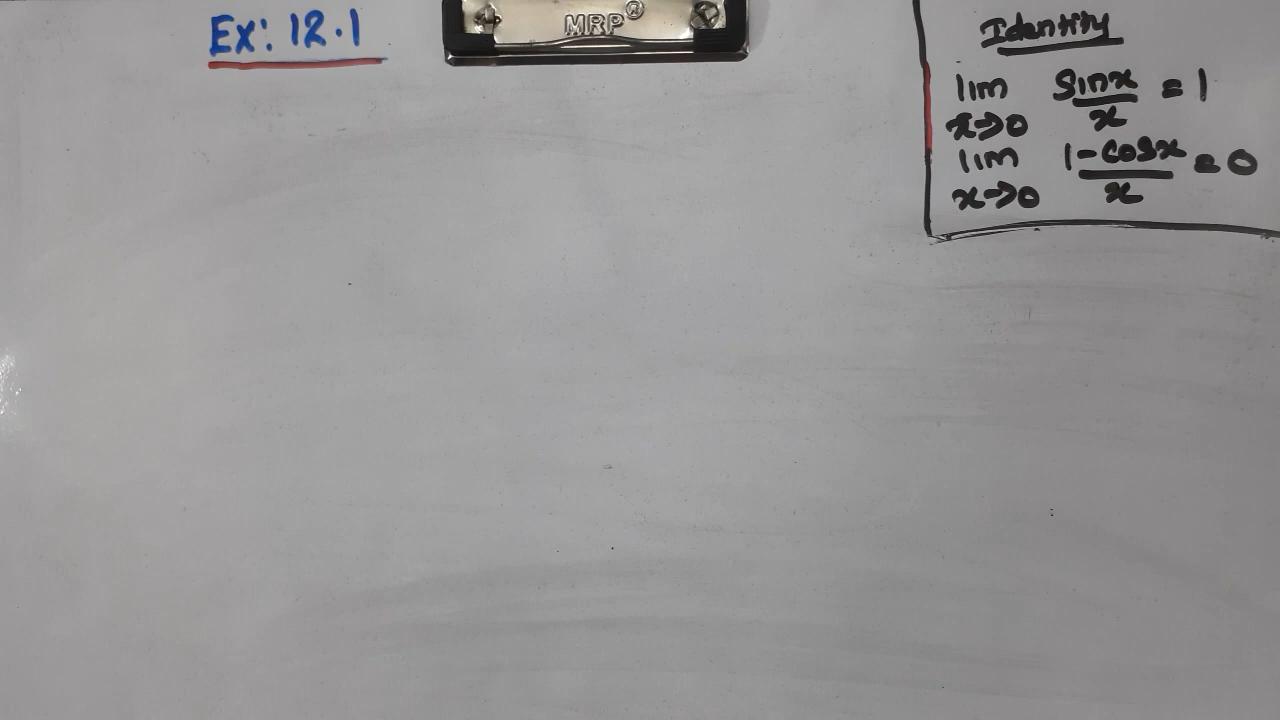 Ex: 12.1
MRP®
Identity
lim sinx/x = 1
x→0
lim 1-cosx/x = 0
x→0